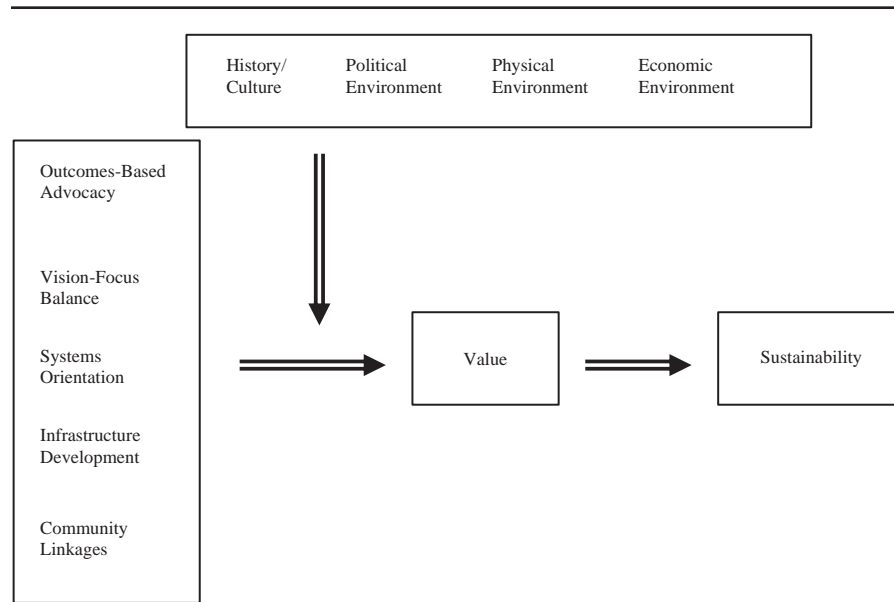 History/
Culture
Political
Environment
Physical
Environment
Economic
Environment
Outcomes-Based
Advocacy
Vision-Focus
Balance
Systems
Orientation
Infrastructure
Development
Community
Linkages
Value
Sustainability